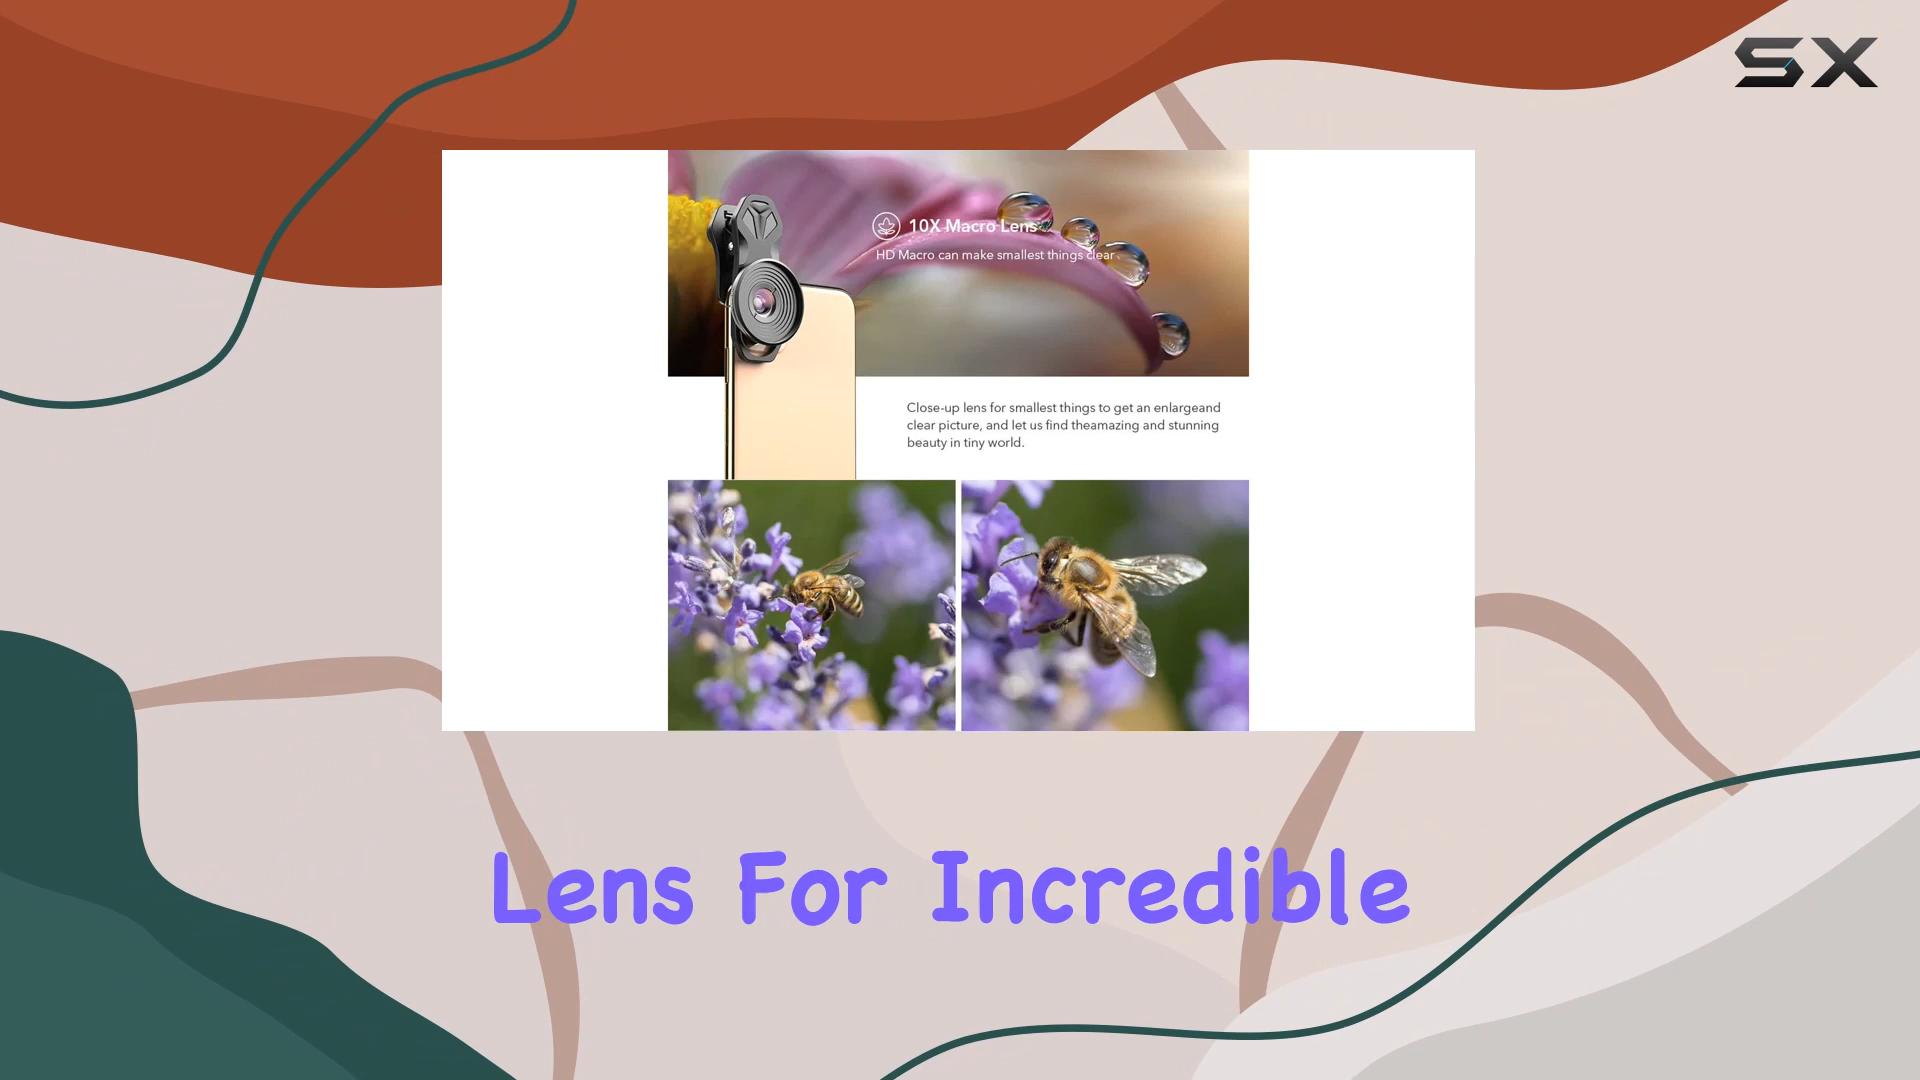 SX
10X Macro Lens
HD Macro can make smallest things clear
Close-up lens for smallest things to get an enlargeand
clear picture, and let us find theamazing and stunning
beauty in tiny world.
Lens For Incredible